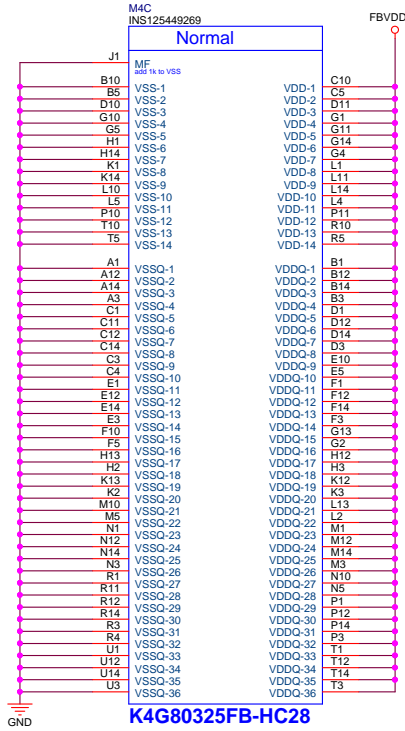 M4C
INS125449269
FBVDD
Normal
J1 MF
add 1k to VSS
B10 VSS-1 VDD-1 C10
B5 VSS-2 VDD-2 C5
D10 VSS-3 VDD-3 D11
G10 VSS-4 VDD-4 G1
G5 VSS-5 VDD-5 G11
H1 VSS-6 VDD-6 G14
H14 VSS-7 VDD-7 G4
K1 VSS-8 VDD-8 L1
K14 VSS-9 VDD-9 L11
L10 VSS-10 VDD-10 L14
L5 VSS-11 VDD-11 L4
P10 VSS-12 VDD-12 P11
T10 VSS-13 VDD-13 R10
T5 VSS-14 VDD-14 R5
A1 VSSQ-1 VDDQ-1 B1
A12 VSSQ-2 VDDQ-2 B12
A14 VSSQ-3 VDDQ-3 B14
A3 VSSQ-4 VDDQ-4 B3
C1 VSSQ-5 VDDQ-5 D1
C11 VSSQ-6 VDDQ-6 D12
C12 VSSQ-7 VDDQ-7 D14
C14 VSSQ-8 VDDQ-8 D3
C3 VSSQ-9 VDDQ-9 E10
C4 VSSQ-10 VDDQ-10 E5
E1 VSSQ-11 VDDQ-11 F1
E12 VSSQ-12 VDDQ-12 F12
E14 VSSQ-13 VDDQ-13 F14
E3 VSSQ-14 VDDQ-14 F3
F10 VSSQ-15 VDDQ-15 G13
F5 VSSQ-16 VDDQ-16 G2
H13 VSSQ-17 VDDQ-17 H12
H2 VSSQ-18 VDDQ-18 H3
K13 VSSQ-19 VDDQ-19 K12
K2 VSSQ-20 VDDQ-20 K3
M10 VSSQ-21 VDDQ-21 L13
M5 VSSQ-22 VDDQ-22 L2
N1 VSSQ-23 VDDQ-23 M1
N12 VSSQ-24 VDDQ-24 M12
N14 VSSQ-25 VDDQ-25 M14
N3 VSSQ-26 VDDQ-26 M3
R1 VSSQ-27 VDDQ-27 N10
R11 VSSQ-28 VDDQ-28 N5
R12 VSSQ-29 VDDQ-29 P1
R14 VSSQ-30 VDDQ-30 P12
R3 VSSQ-31 VDDQ-31 P14
R4 VSSQ-32 VDDQ-32 P3
U1 VSSQ-33 VDDQ-33 T1
U12 VSSQ-34 VDDQ-34 T12
U14 VSSQ-35 VDDQ-35 T14
U3 VSSQ-36 VDDQ-36 T3
GND
K4G80325FB-HC28